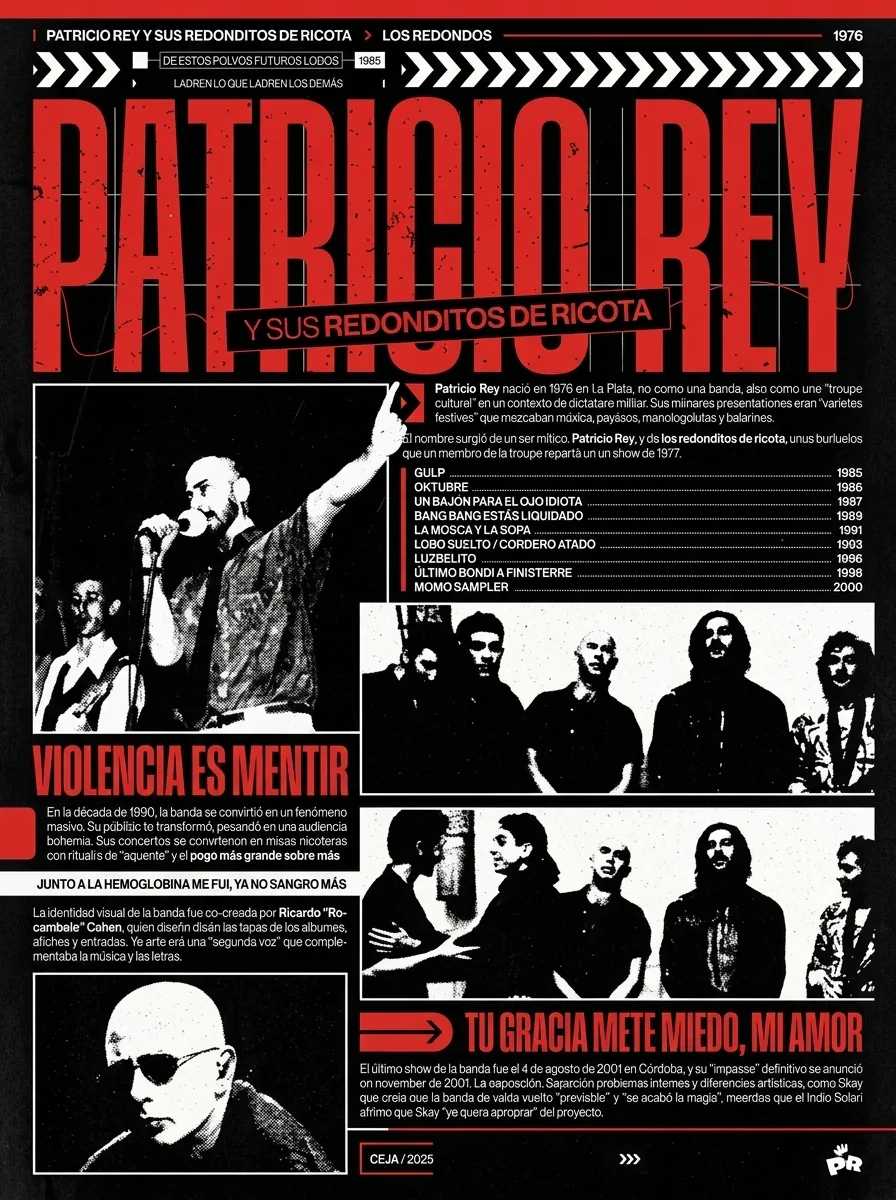 PATRICIO REY Y SUS REDONDITOS DE RICOTA > LOS REDONDOS 1976
DE ESTOS POLVOS FUTUROS LODOS 1985
LADREN LO QUE LADREN LOS DEMÁS
PATRICIO REY
Y SUS REDONDITOS DE RICOTA
Patricio Rey nació en 1976 en La Plata, no como una banda, also como une "troupe
culturel" en un contexto de dictatare miliar. Sus miinares presentationes eran "varietes
festives" que mezcaban múxica, payásos, manologolutas y balarines.
El nombre surgió de un ser mítico. Patricio Rey, y ds los redonditos de ricota, unus burluelos
que un membro de la troupe repartà un un show de 1977.
GULP 1985
OKTUBRE 1986
UN BAJÓN PARA EL OJO IDIOTA 1987
BANG BANG ESTÁS LIQUIDADO 1989
LA MOSCA Y LA SOPA 1991
LOBO SUELTO / CORDERO ATADO 1903
LUZBELITO 1996
ÚLTIMO BONDI A FINISTERRE 1998
MOMO SAMPLER 2000
VIOLENCIA ES MENTIR
En la década de 1990, la banda se convirtió en un fenómeno
masivo. Su público te transformó, pesando en una audiencia
bohemia. Sus concertos se convrtenon en misas nicoteras
con rituals de "aquente" y el pogo más grande sobre más
JUNTO A LA HEMOGLOBINA ME FUI, YA NO SANGRO MÁS
La identidad visual de la banda fue co-creada por Ricardo "Ro-
cambale" Cahen, quien diseñn disán las tapas de los albumes,
afiches y entradas. Ye arte erá una "segunda voz" que comple-
mentaba la música y las letras.
TU GRACIA METE MIEDO, MI AMOR
El último show de la banda fue el 4 de agosto de 2001 en Córdoba, y su "impasse" definitivo se anunció
on november de 2001. La oaposclón. Saparción probiemas intemes y diferencies artísticas, como Skay
que creia oue la banda de valda vuelto "previsble" y "se acabó la magia", meerdas que el Indio Solari
afrimo que Skay "ye quera aproprar" del proyecto.
CEJA / 2025
PR